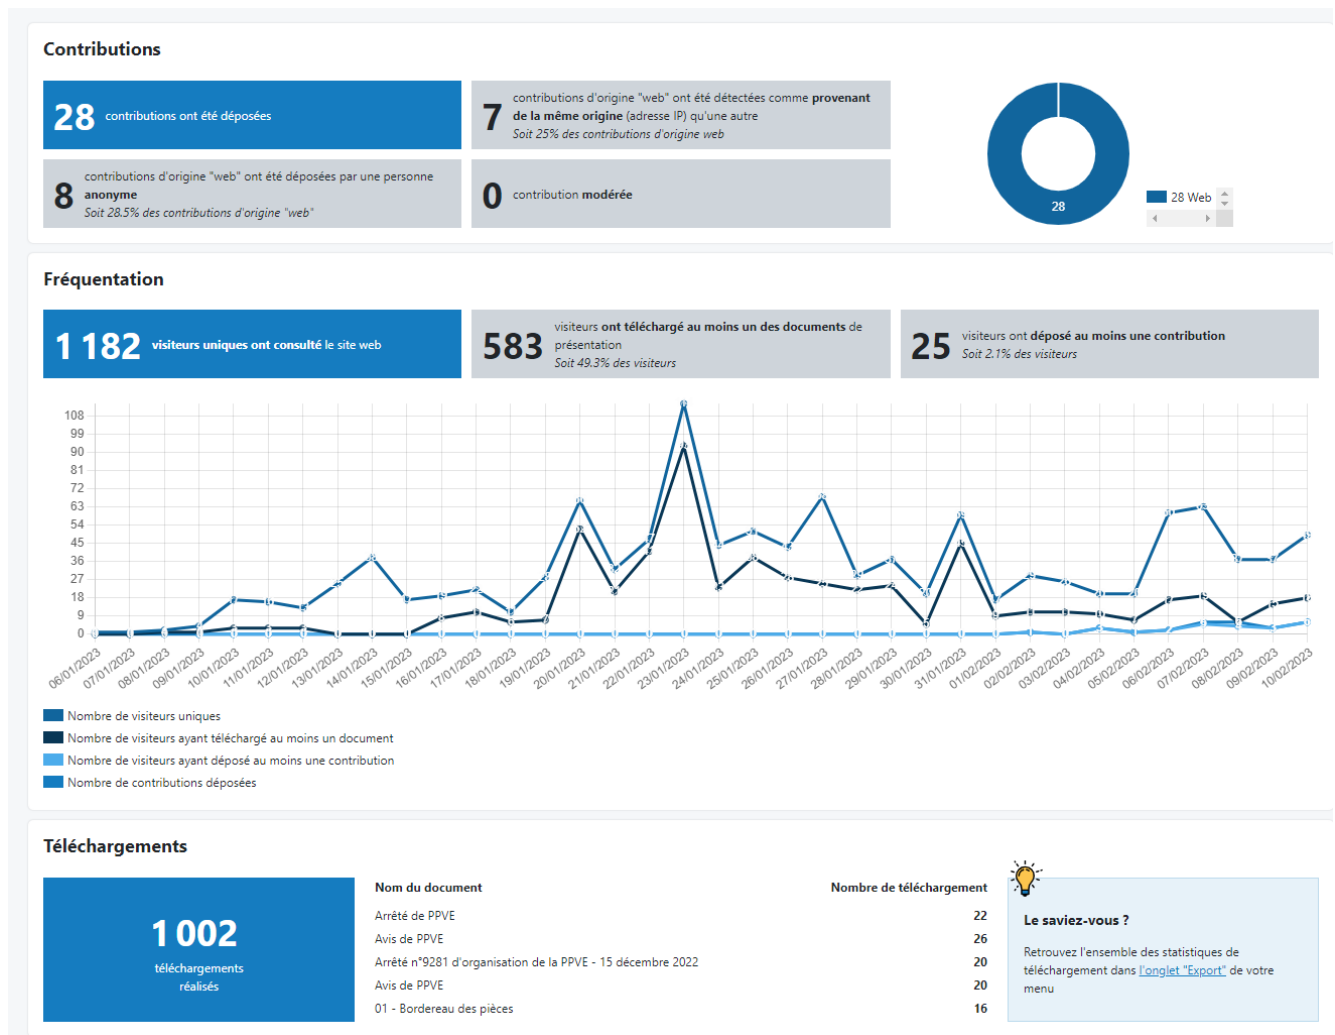 Contributions
28 contributions ont été déposées
7 contributions d'origine "web" ont été détectées comme provenant
de la même origine (adresse IP) qu'une autre
Soit 25% des contributions d'origine web
8 contributions d'origine "web" ont été déposées par une personne
anonyme
Soit 28.5% des contributions d'origine "web"
0 contribution modérée
28
28 Web
Fréquentation
1 182 visiteurs uniques ont consulté le site web
583 visiteurs ont téléchargé au moins un des documents de
présentation
Soit 49.3% des visiteurs
25 visiteurs ont déposé au moins une contribution
Soit 2.1% des visiteurs
108
99
90
81
72
63
54
45
36
27
18
9
0
06/01/2023
07/01/2023
08/01/2023
09/01/2023
10/01/2023
11/01/2023
12/01/2023
13/01/2023
14/01/2023
15/01/2023
16/01/2023
17/01/2023
18/01/2023
19/01/2023
20/01/2023
21/01/2023
22/01/2023
23/01/2023
24/01/2023
25/01/2023
26/01/2023
27/01/2023
28/01/2023
29/01/2023
30/01/2023
31/01/2023
01/02/2023
02/02/2023
03/02/2023
04/02/2023
05/02/2023
06/02/2023
07/02/2023
08/02/2023
09/02/2023
10/02/2023
Nombre de visiteurs uniques
Nombre de visiteurs ayant téléchargé au moins un document
Nombre de visiteurs ayant déposé au moins une contribution
Nombre de contributions déposées
Téléchargements
1 002
téléchargements
réalisés
Nom du document Nombre de téléchargement
Arrêté de PPVE 22
Avis de PPVE 26
Arrêté n°9281 d'organisation de la PPVE - 15 décembre 2022 20
Avis de PPVE 20
01 - Bordereau des pièces 16
Le saviez-vous ?
Retrouvez l'ensemble des statistiques de
téléchargement dans l'onglet "Export" de votre
menu